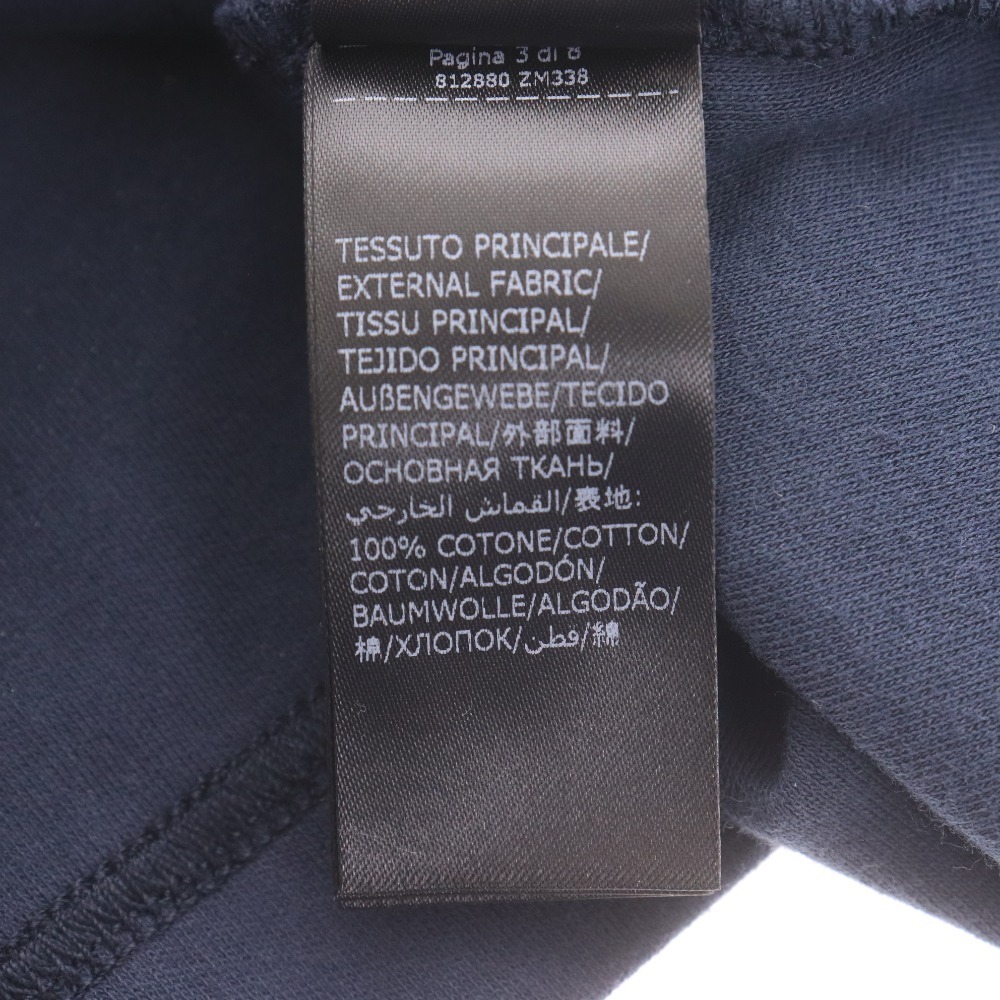 Pagina 3 di 8
812880 ZM338
TESSUTO PRINCIPALE/
EXTERNAL FABRIC/
TISSU PRINCIPAL/
TEJIDO PRINCIPAL/
AUßENGEWEBE/TECIDO
PRINCIPAL/外部面料/
ОСНОВНАЯ ТКАНЬ/
القماش الخارجي/表地:
100% COTONE/COTTON/
COTON/ALGODÓN/
BAUMWOLLE/ALGODÃO/
棉/ХЛОПОК/قطن/綿